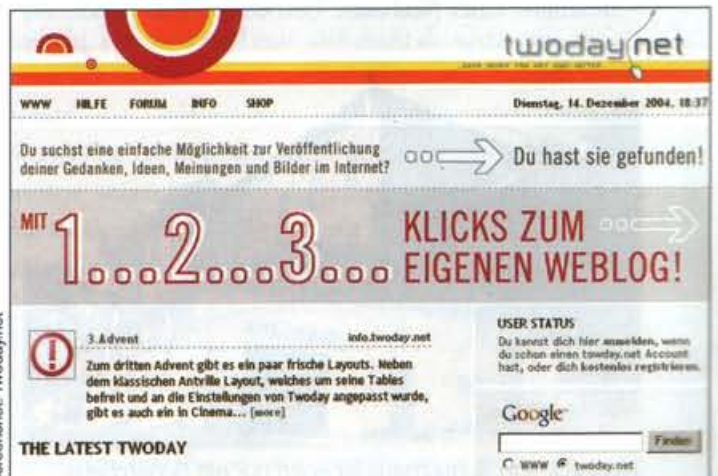 twoday.net
WWW HILFE FORUM INFO SHOP
Dienstag, 14. Dezember 2004, 18:37
Du suchst eine einfache Möglichkeit zur Veröffentlichung
deiner Gedanken, Ideen, Meinungen und Bilder im Internet?
Du hast sie gefunden!
MIT 1...2...3... KLICKS ZUM
EIGENEN WEBLOG!
3.Advent
info.twoday.net
Zum dritten Advent gibt es ein paar frische Layouts. Neben
dem klassischen Antville Layout, welches um seine Tables
befreit und an die Einstellungen von Twoday angepasst wurde,
gibt es auch ein in Cinema... [more]
THE LATEST TWODAY
USER STATUS
Du kannst dich hier anmelden, wenn
du schon einen twoday.net Account
hast, oder dich kostenlos registrieren.
Google
Finden
WWW twoday.net
Screenshot: Twoday.net